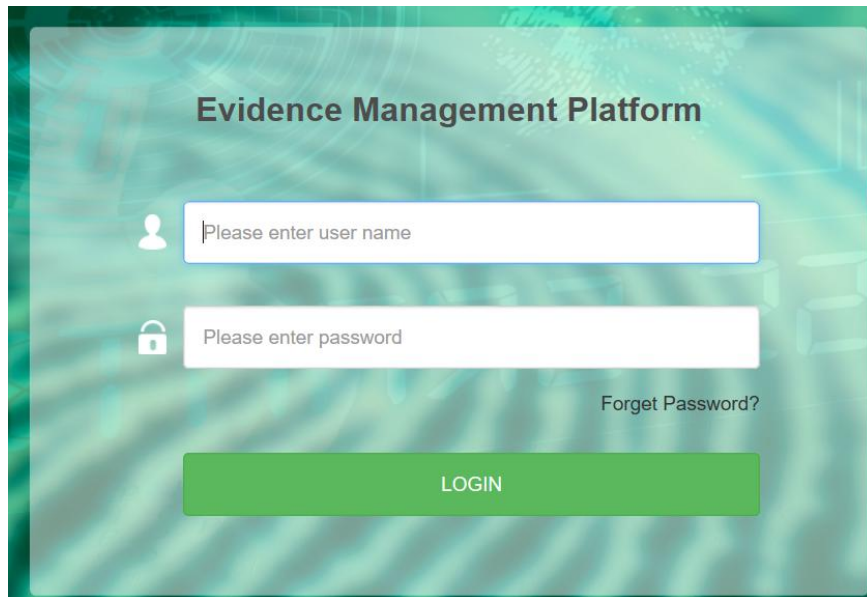 Evidence Management Platform
Please enter user name
Please enter password
Forget Password?
LOGIN